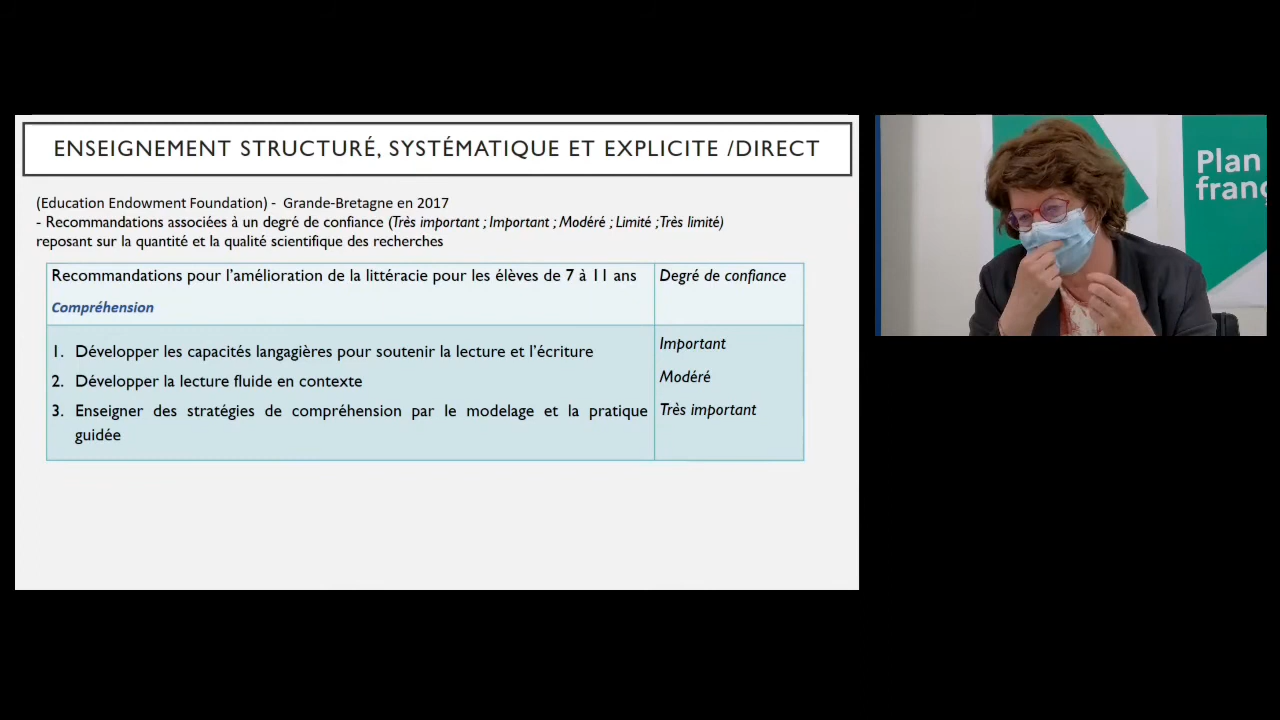 ENSEIGNEMENT STRUCTURÉ, SYSTÉMATIQUE ET EXPLICITE /DIRECT
(Education Endowment Foundation) - Grande-Bretagne en 2017
- Recommandations associées à un degré de confiance (Très important ; Important ; Modéré ; Limité ;Très limité)
reposant sur la quantité et la qualité scientifique des recherches
Recommandations pour l’amélioration de la littéracie pour les élèves de 7 à 11 ans
Compréhension
Degré de confiance
1. Développer les capacités langagières pour soutenir la lecture et l’écriture
Important
2. Développer la lecture fluide en contexte
Modéré
3. Enseigner des stratégies de compréhension par le modelage et la pratique
guidée
Très important
Plan
franç